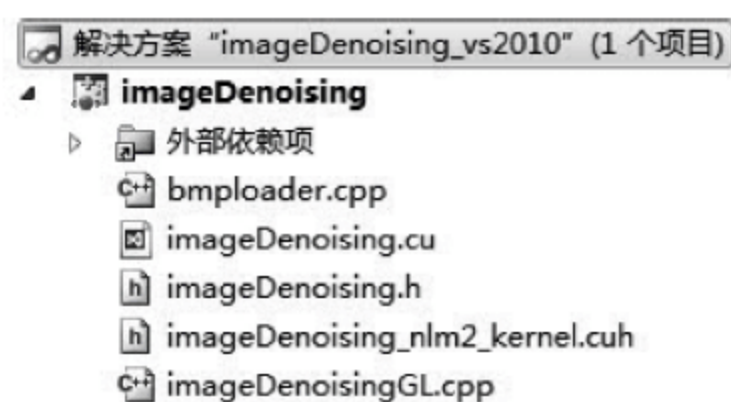 解决方案 "imageDenoising_vs2010" (1 个项目)
imageDenoising
外部依赖项
bmploader.cpp
imageDenoising.cu
imageDenoising.h
imageDenoising_nlm2_kernel.cuh
imageDenoisingGL.cpp